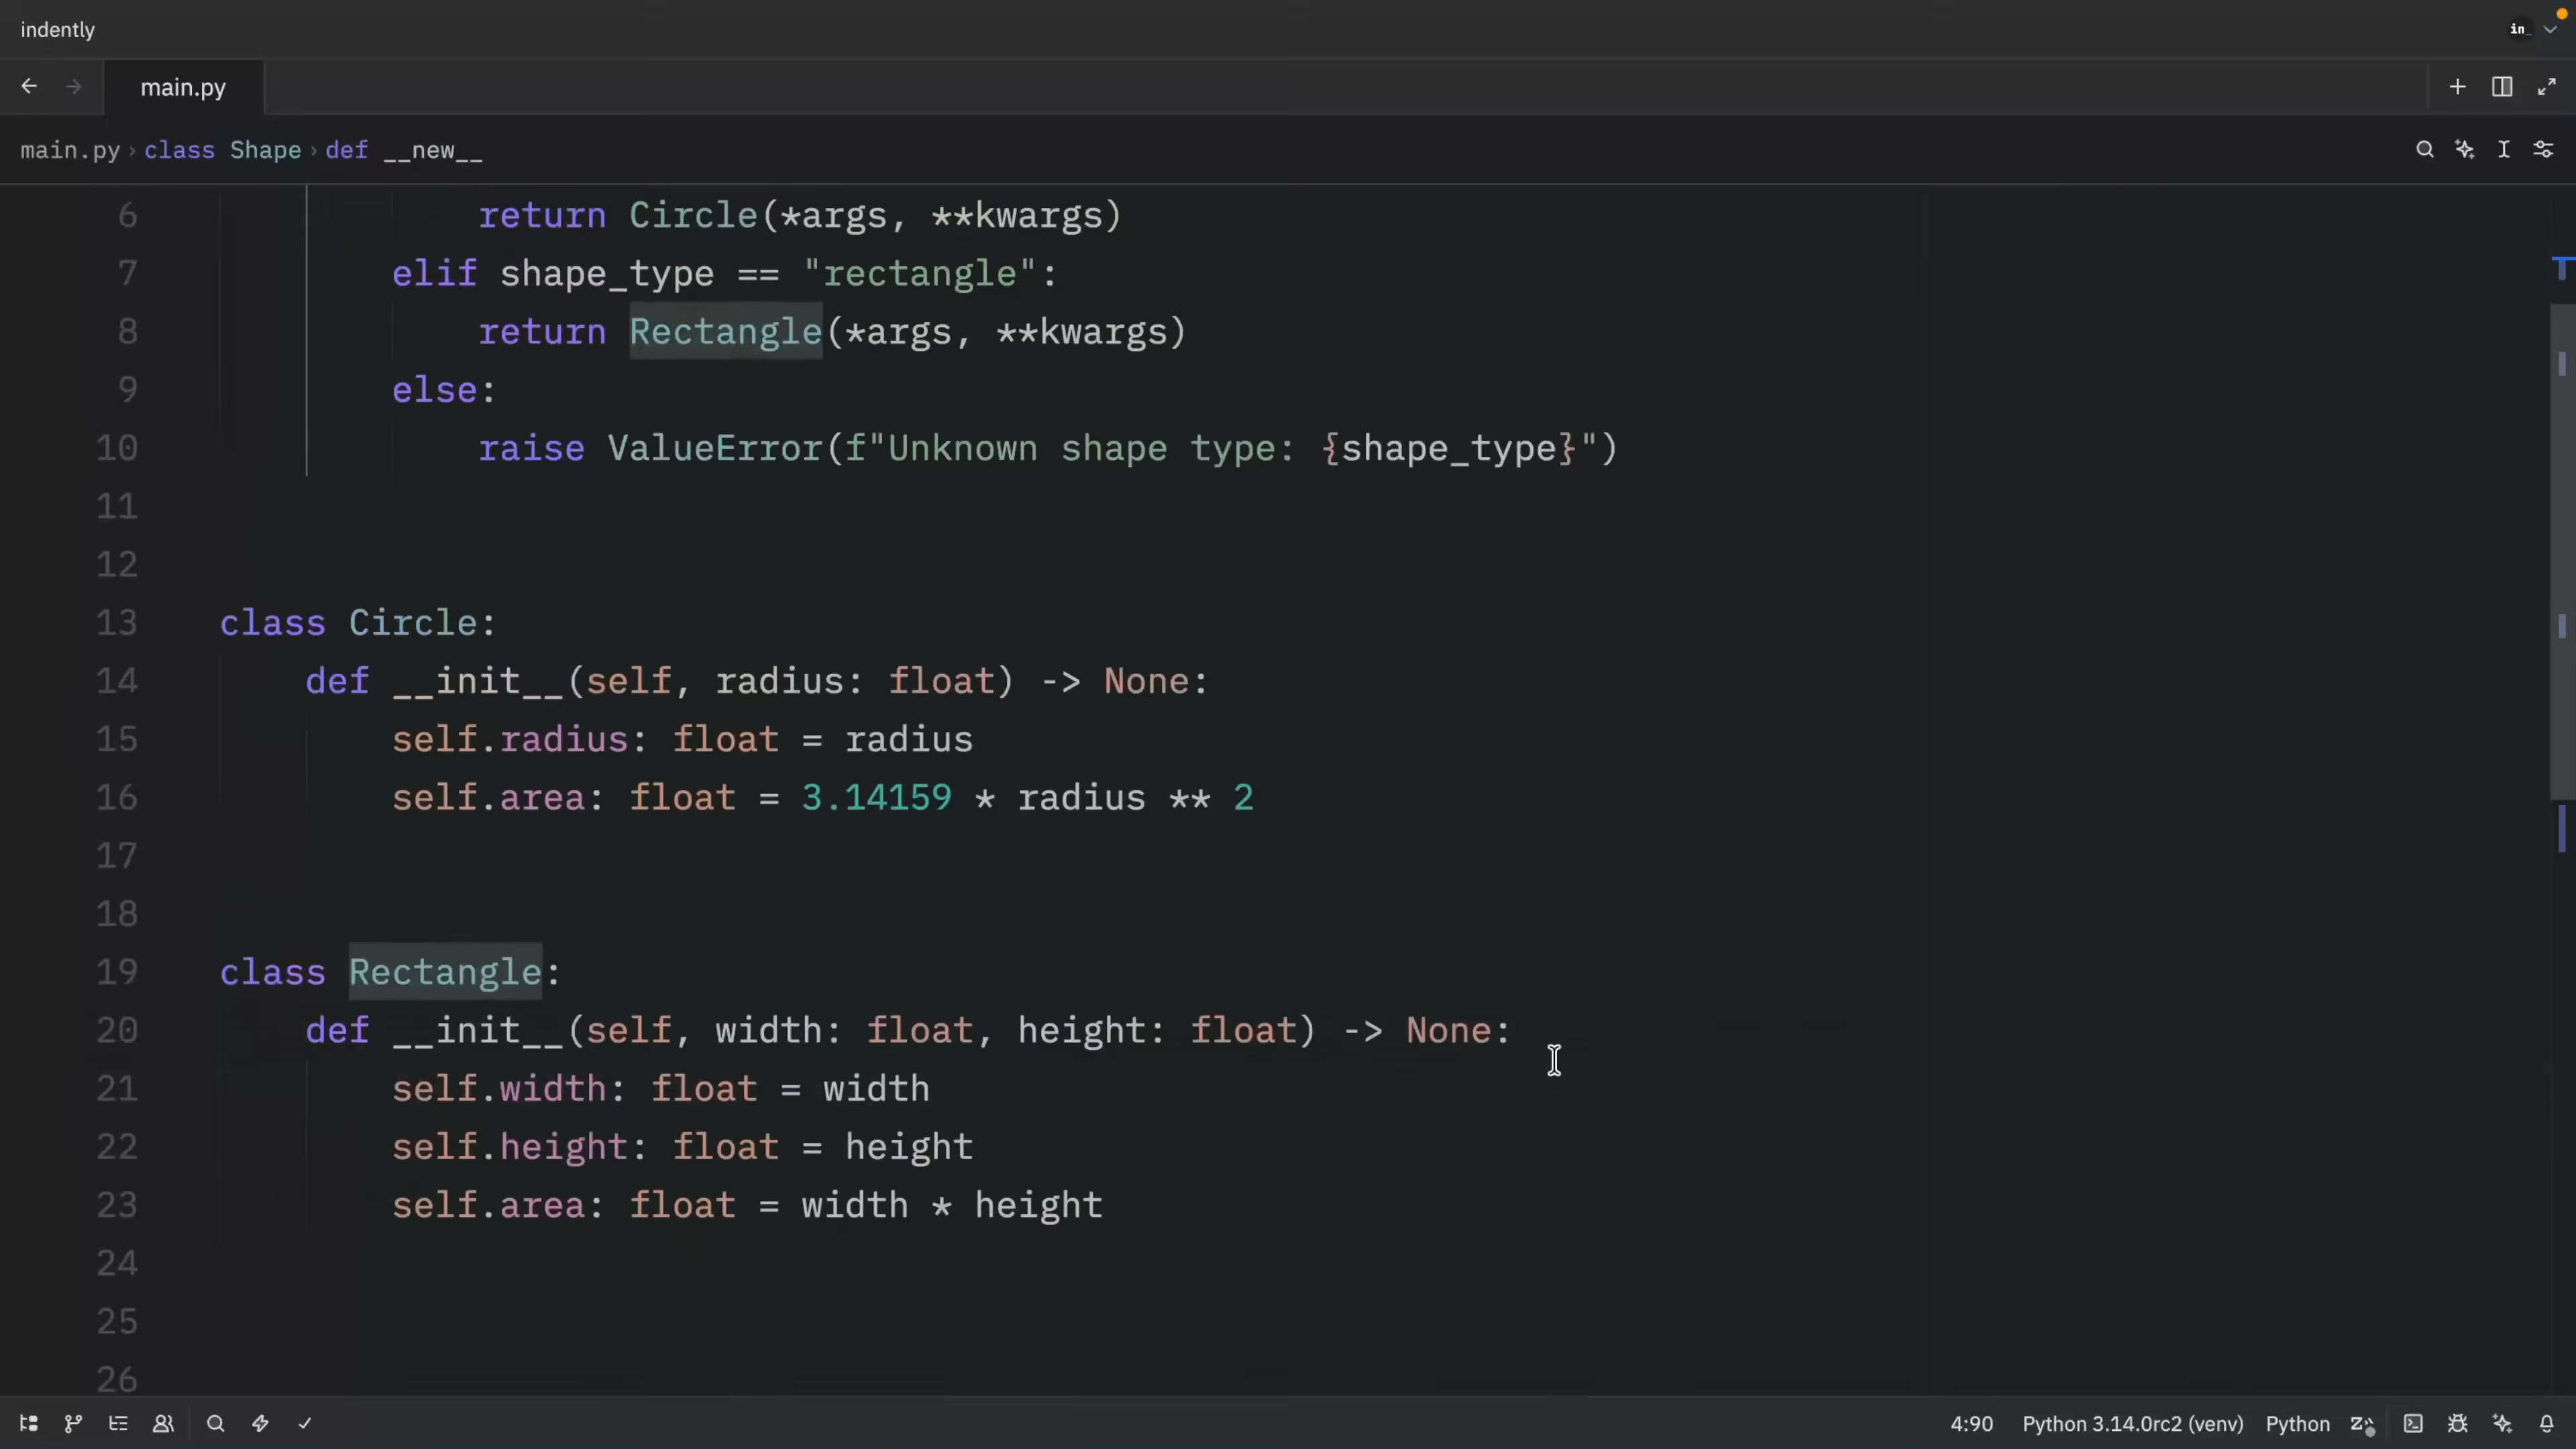 indently
in_
main.py
main.py › class Shape › def __new__
6 return Circle(*args, **kwargs)
7 elif shape_type == "rectangle":
8 return Rectangle(*args, **kwargs)
9 else:
10 raise ValueError(f"Unknown shape type: {shape_type}")
11
12
13 class Circle:
14 def __init__(self, radius: float) -> None:
15 self.radius: float = radius
16 self.area: float = 3.14159 * radius ** 2
17
18
19 class Rectangle:
20 def __init__(self, width: float, height: float) -> None:
21 self.width: float = width
22 self.height: float = height
23 self.area: float = width * height
24
25
26
4:90 Python 3.14.0rc2 (venv) Python